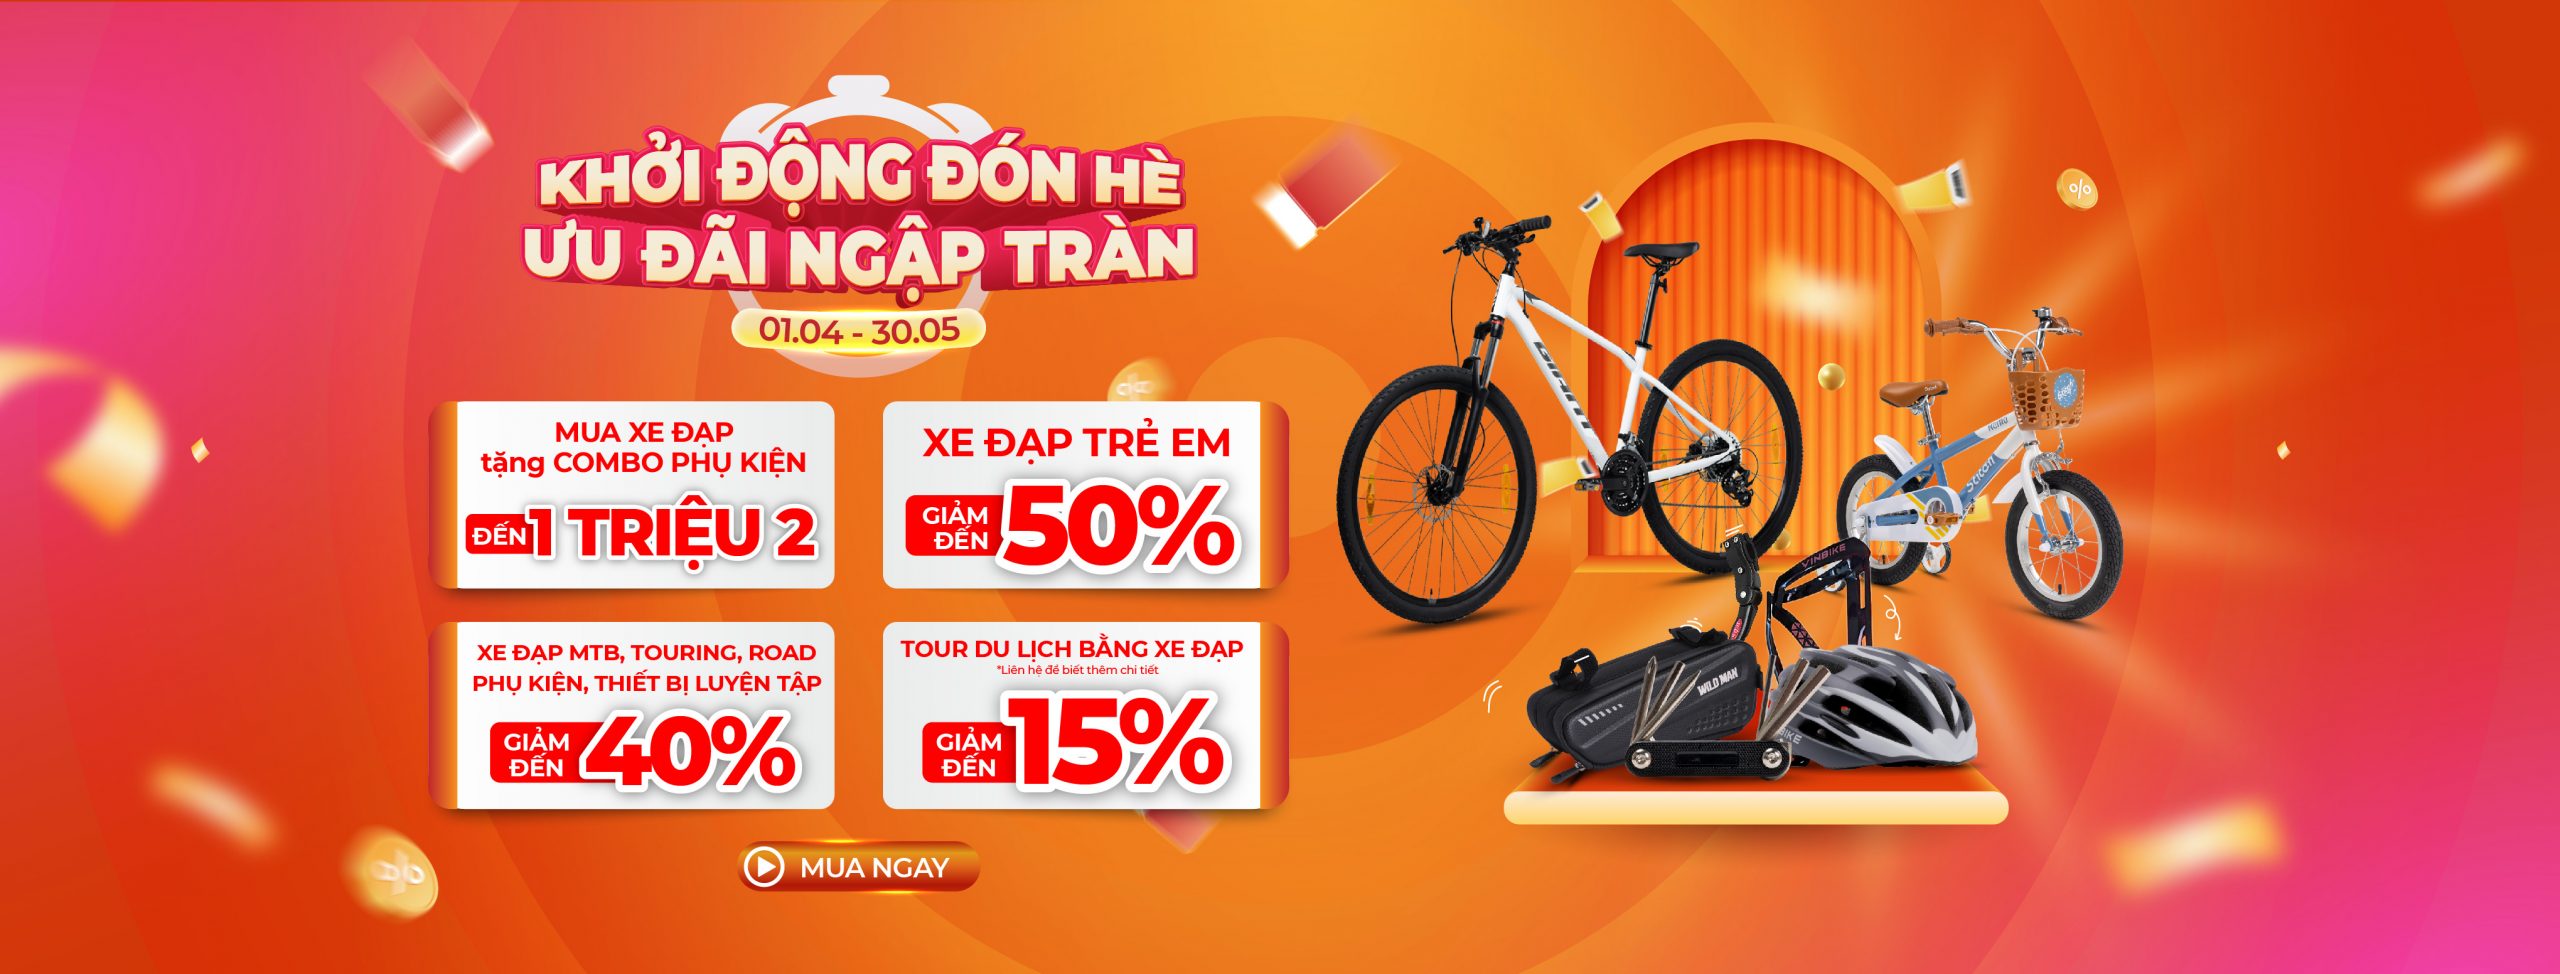 KHỞI ĐỘNG ĐÓN HÈ
ƯU ĐÃI NGẬP TRÀN
01.04 - 30.05
MUA XE ĐẠP
tặng COMBO PHỤ KIỆN
ĐẾN 1 TRIỆU 2
XE ĐẠP TRẺ EM
GIẢM
ĐẾN
50%
XE ĐẠP MTB, TOURING, ROAD
PHỤ KIỆN, THIẾT BỊ LUYỆN TẬP
GIẢM
ĐẾN
40%
TOUR DU LỊCH BẰNG XE ĐẠP
*Liên hệ để biết thêm chi tiết
GIẢM
ĐẾN
15%
MUA NGAY
GIANT
Stitch
VINBIKE
WILD MAN
%